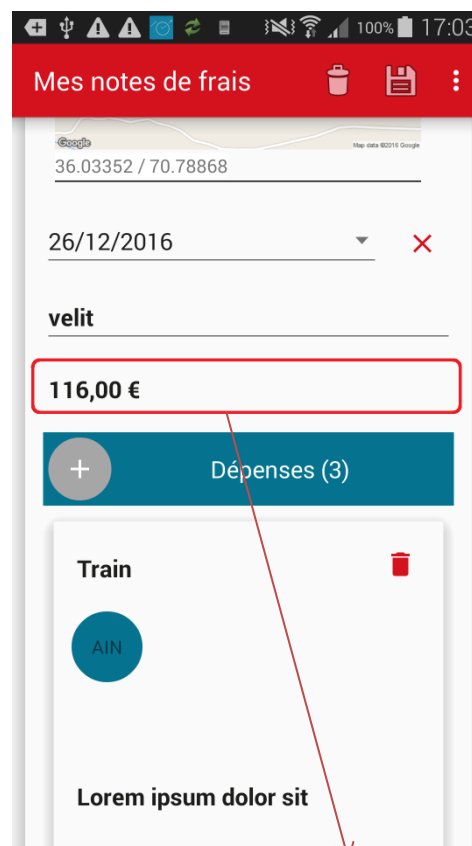 100% 17:03
Mes notes de frais
Google
Map data ©2016 Google
36.03352 / 70.78868
26/12/2016
velit
116,00 €
+ Dépenses (3)
Train
AIN
Lorem ipsum dolor sit